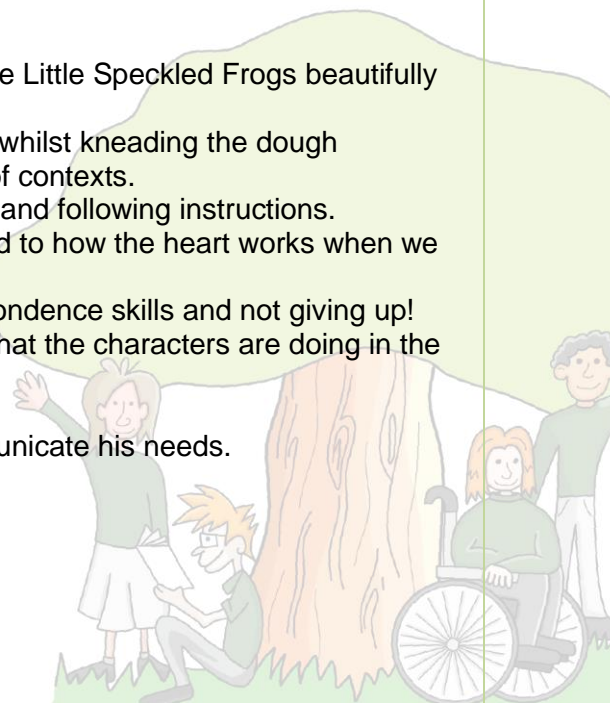 e Little Speckled Frogs beautifully
whilst kneading the dough
of contexts.
and following instructions.
d to how the heart works when we
ondence skills and not giving up!
hat the characters are doing in the
unicate his needs.